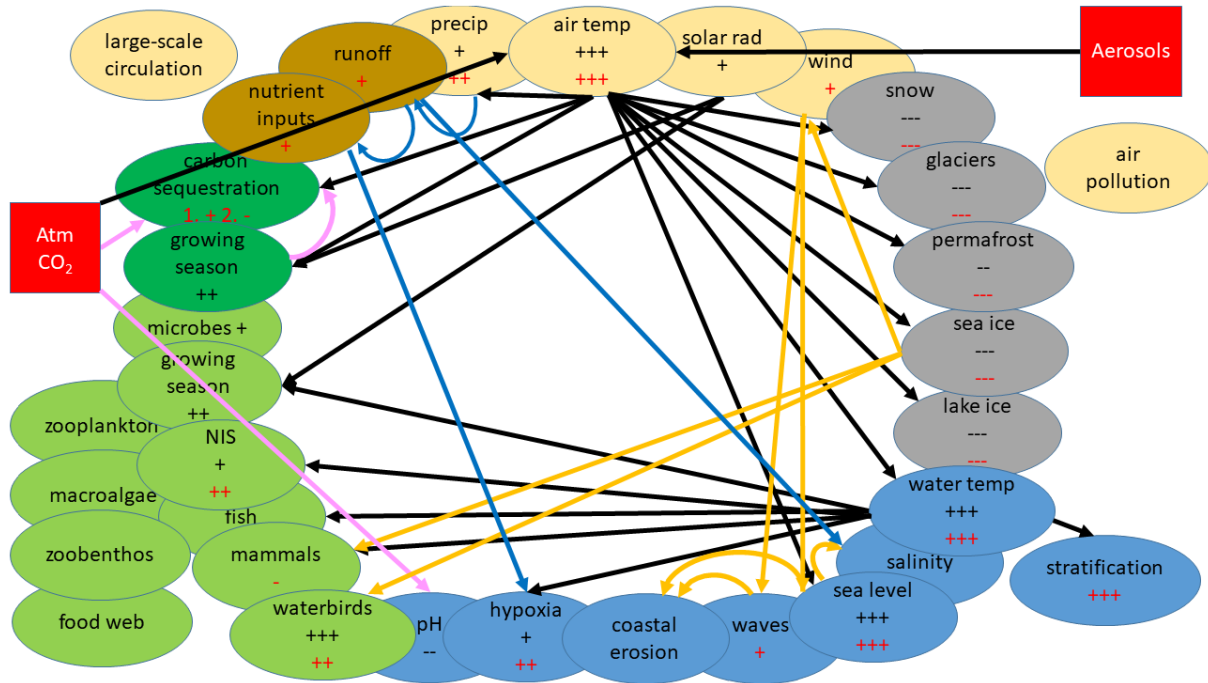 large-scale
circulation
runoff
+
precip
+
++
air temp
+++
+++
solar rad
+
wind
+
Aerosols
nutrient
inputs
+
snow
---
---
carbon
sequestration
1. + 2. -
glaciers
---
---
air
pollution
Atm
CO₂
growing
season
++
permafrost
--
---
microbes +
growing
season
++
sea ice
---
---
zooplankton
NIS
+
++
lake ice
---
---
macroalgae
fish
water temp
+++
+++
zoobenthos
mammals
-
salinity
stratification
+++
food web
waterbirds
+++
++
pH
--
hypoxia
+
++
coastal
erosion
waves
+
sea level
+++
+++